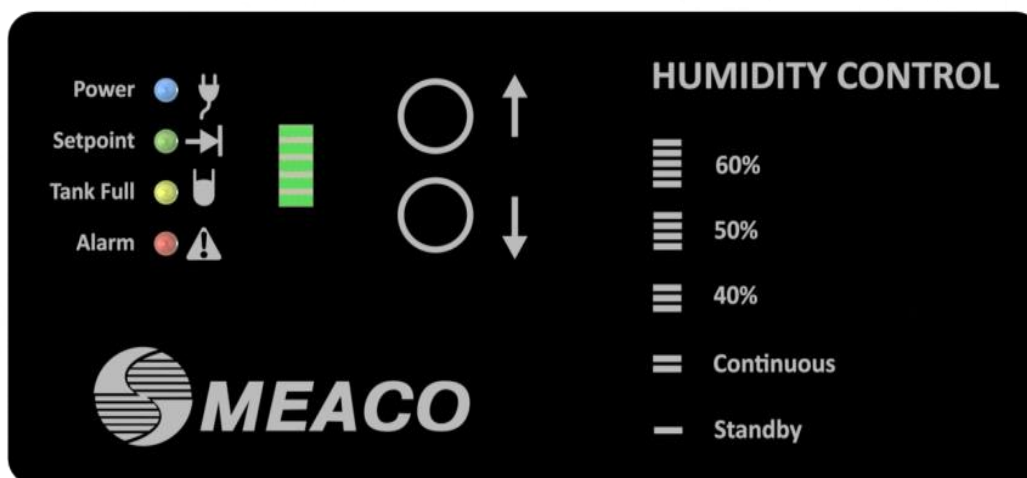 Power
Setpoint
Tank Full
Alarm
HUMIDITY CONTROL
60%
50%
40%
Continuous
Standby
MEACO